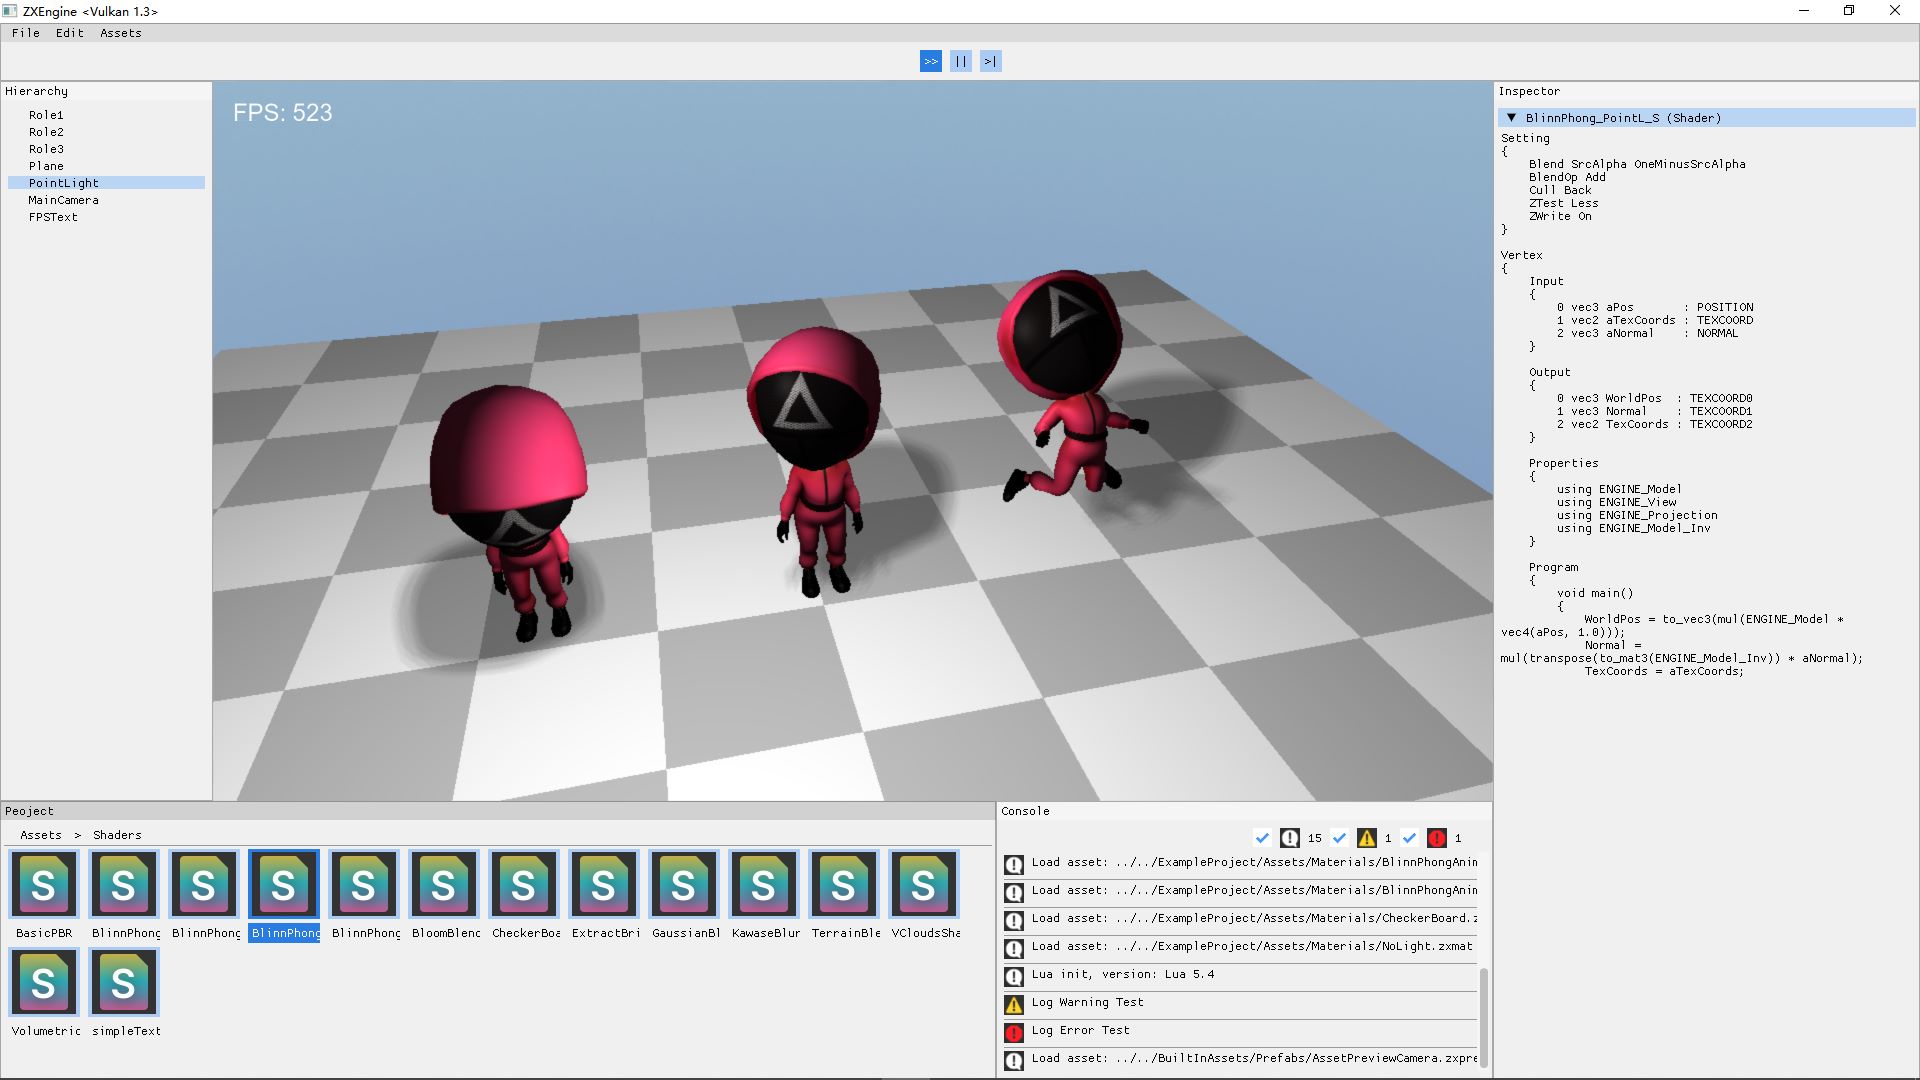 ZXEngine <Vulkan 1.3>
File Edit Assets
>> || >|
Hierarchy
Role1
Role2
Role3
Plane
PointLight
MainCamera
FPSText
FPS: 523
Inspector
BlinnPhong_PointL_S (Shader)
Setting
{
Blend SrcAlpha OneMinusSrcAlpha
BlendOp Add
Cull Back
ZTest Less
ZWrite On
}
Vertex
{
Input
{
0 vec3 aPos : POSITION
1 vec2 aTexCoords : TEXCOORD
2 vec3 aNormal : NORMAL
}
Output
{
0 vec3 WorldPos : TEXCOORD0
1 vec3 Normal : TEXCOORD1
2 vec2 TexCoords : TEXCOORD2
}
Properties
{
using ENGINE_Model
using ENGINE_View
using ENGINE_Projection
using ENGINE_Model_Inv
}
Program
{
void main()
{
WorldPos = to_vec3(mul(ENGINE_Model *
vec4(aPos, 1.0)));
Normal =
mul(transpose(to_mat3(ENGINE_Model_Inv)) * aNormal);
TexCoords = aTexCoords;
Peoject
Assets > Shaders
S S S S S S S S S S S S
BasicPBR BlinnPhong BlinnPhong BlinnPhong BlinnPhong BloomBlend CheckerBoa ExtractBri GaussianBl KawaseBlur TerrainBle VCloudsSha
S S
Volumetric simpleText
Console
15 1 1
Load asset: ../../ExampleProject/Assets/Materials/BlinnPhongAnim
Load asset: ../../ExampleProject/Assets/Materials/BlinnPhongAnim
Load asset: ../../ExampleProject/Assets/Materials/CheckerBoard.z
Load asset: ../../ExampleProject/Assets/Materials/NoLight.zxmat
Lua init, version: Lua 5.4
Log Warning Test
Log Error Test
Load asset: ../../BuiltInAssets/Prefabs/AssetPreviewCamera.zxpre